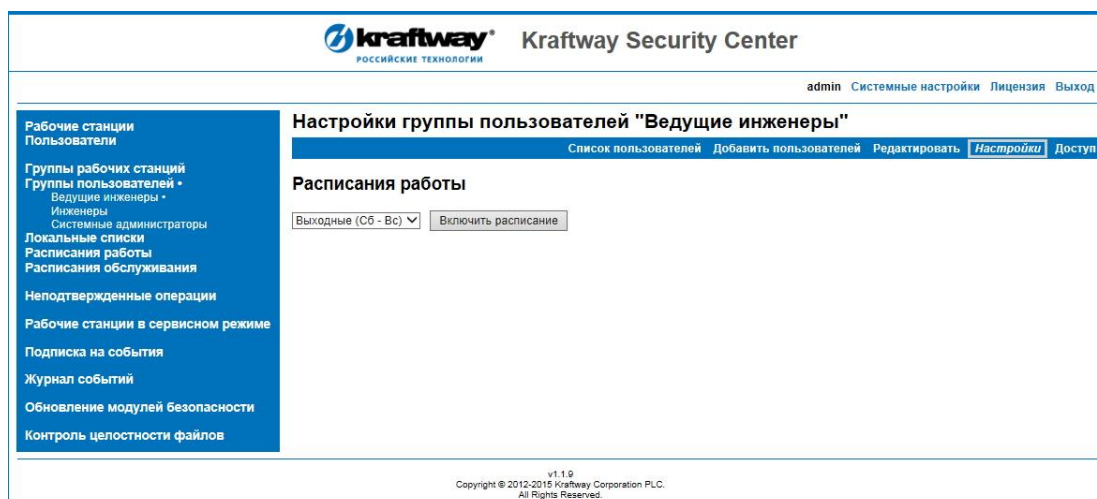 kraftway®
РОССИЙСКИЕ ТЕХНОЛОГИИ
Kraftway Security Center
admin Системные настройки Лицензия Выход
Рабочие станции
Пользователи
Группы рабочих станций
Группы пользователей •
Ведущие инженеры •
Инженеры
Системные администраторы
Локальные списки
Расписания работы
Расписания обслуживания
Неподтвержденные операции
Рабочие станции в сервисном режиме
Подписка на события
Журнал событий
Обновление модулей безопасности
Контроль целостности файлов
Настройки группы пользователей "Ведущие инженеры"
Список пользователей Добавить пользователей Редактировать Настройки Доступ
Расписания работы
Выходные (Сб - Вс) Включить расписание
v1.1.9
Copyright © 2012-2015 Kraftway Corporation PLC.
All Rights Reserved.